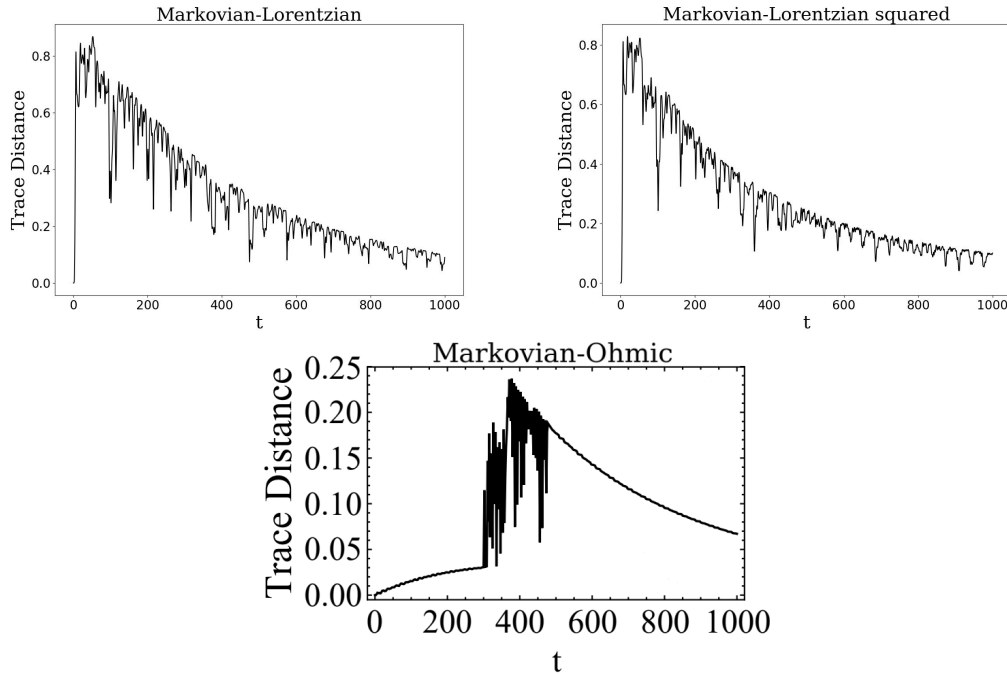 Markovian-Lorentzian
Trace Distance
0.8
0.6
0.4
0.2
0.0
0 200 400 600 800 1000
t
Markovian-Lorentzian squared
Trace Distance
0.8
0.6
0.4
0.2
0.0
0 200 400 600 800 1000
t
Markovian-Ohmic
Trace Distance
0.25
0.20
0.15
0.10
0.05
0.00
0 200 400 600 800 1000
t